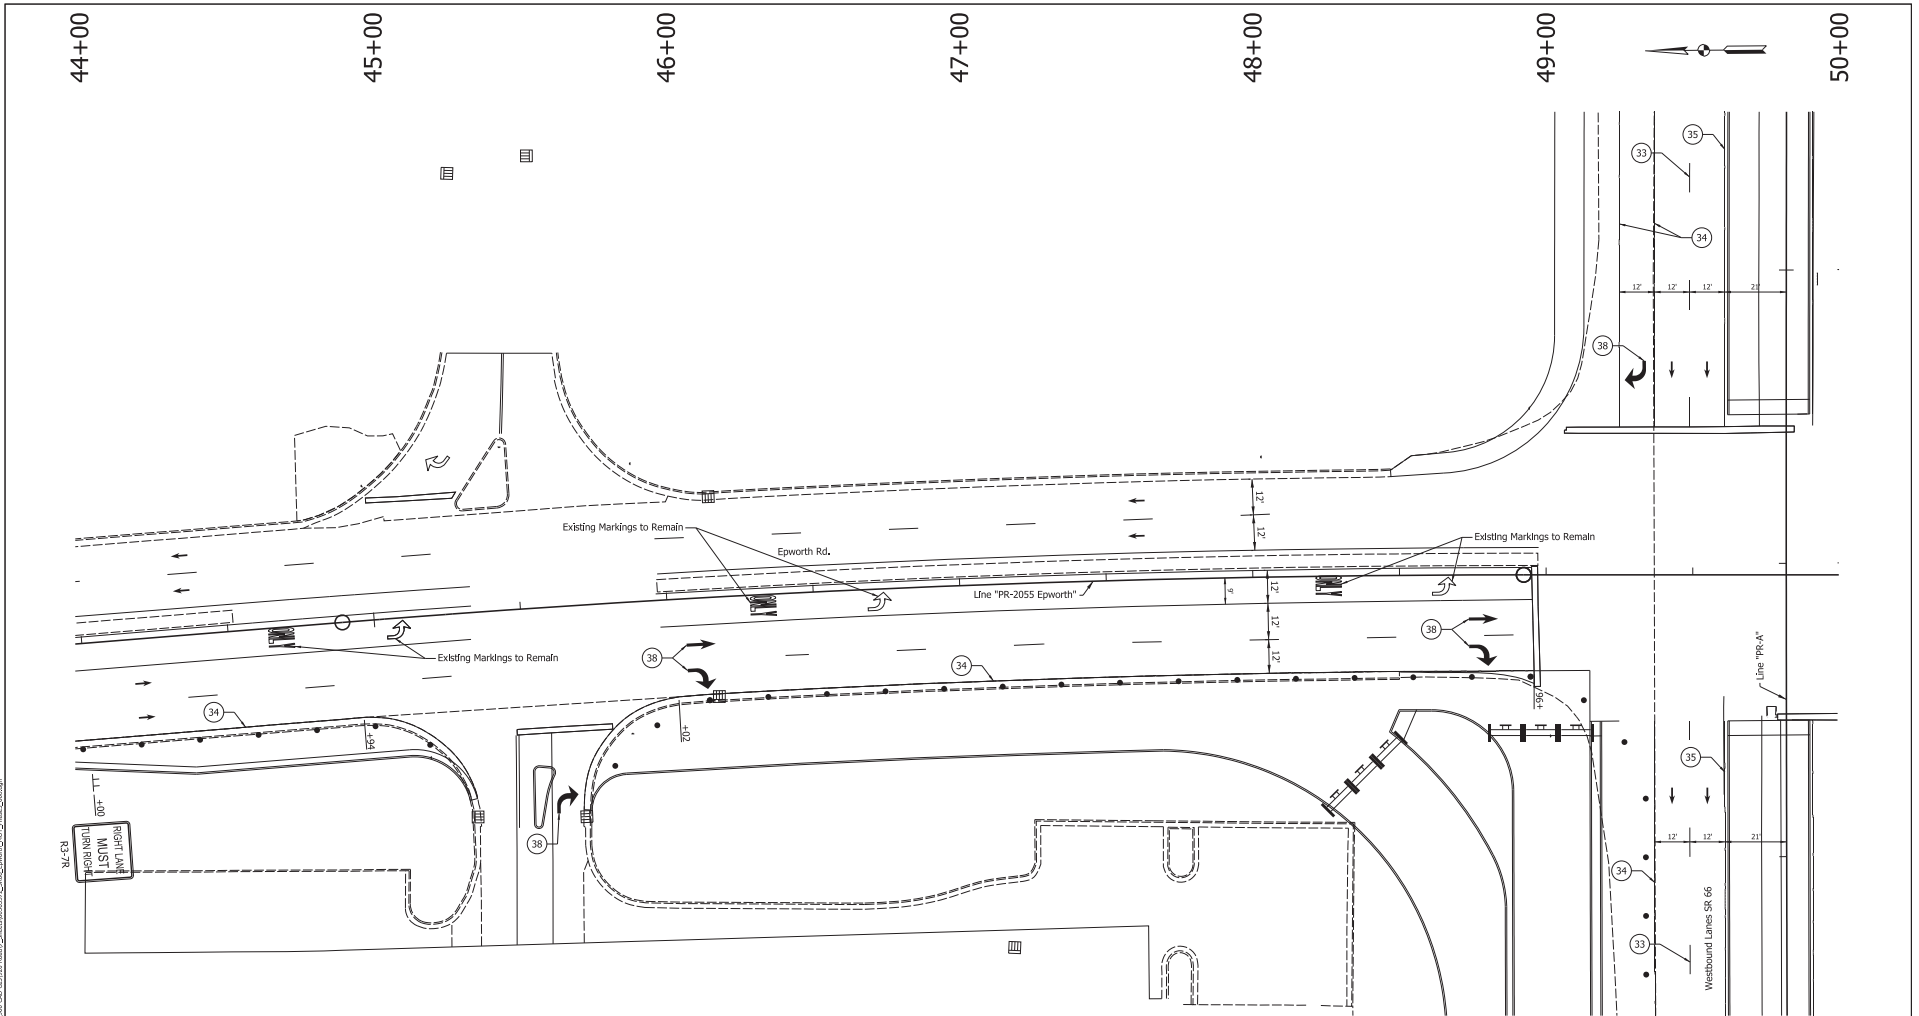 44+00
45+00
46+00
47+00
48+00
49+00
50+00
35
33
34
12'
12'
12'
21'
38
12'
12'
Existing Markings to Remain
Epworth Rd.
Existing Markings to Remain
ONLY
ONLY
Line "PR-2055 Epworth"
9'
12'
12'
12'
ONLY
Existing Markings to Remain
38
38
34
34
+94
+02
+96
Line "PR-A"
35
12'
12'
21'
38
34
33
Westbound Lanes SR 66
+00
RIGHT LANE
MUST
TURN RIGHT
R3-7R